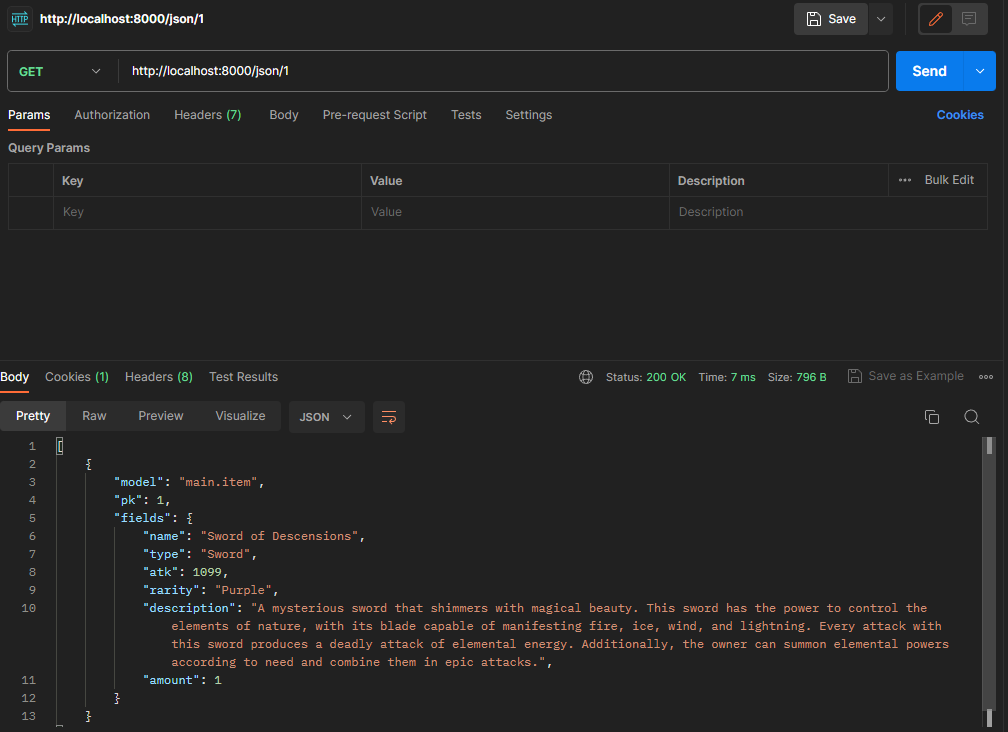 HTTP http://localhost:8000/json/1 Save
GET http://localhost:8000/json/1 Send
Params Authorization Headers (7) Body Pre-request Script Tests Settings Cookies
Query Params
Key Value Description ••• Bulk Edit
Key Value Description
Body Cookies (1) Headers (8) Test Results Status: 200 OK Time: 7 ms Size: 796 B Save as Example
Pretty Raw Preview Visualize JSON
1 [
2 {
3 "model": "main.item",
4 "pk": 1,
5 "fields": {
6 "name": "Sword of Descensions",
7 "type": "Sword",
8 "atk": 1099,
9 "rarity": "Purple",
10 "description": "A mysterious sword that shimmers with magical beauty. This sword has the power to control the
elements of nature, with its blade capable of manifesting fire, ice, wind, and lightning. Every attack with
this sword produces a deadly attack of elemental energy. Additionally, the owner can summon elemental powers
according to need and combine them in epic attacks.",
11 "amount": 1
12 }
13 }